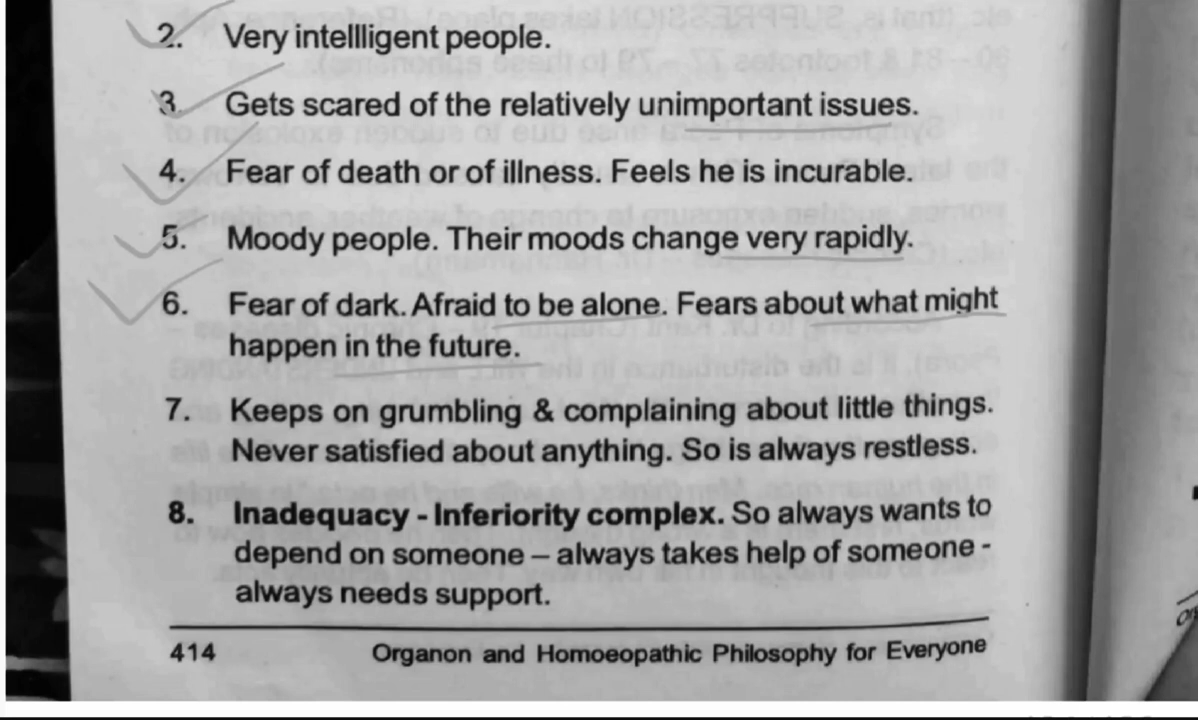 2. Very intellligent people.
3. Gets scared of the relatively unimportant issues.
4. Fear of death or of illness. Feels he is incurable.
5. Moody people. Their moods change very rapidly.
6. Fear of dark. Afraid to be alone. Fears about what might
happen in the future.
7. Keeps on grumbling & complaining about little things.
Never satisfied about anything. So is always restless.
8. Inadequacy - Inferiority complex. So always wants to
depend on someone – always takes help of someone -
always needs support.
414 Organon and Homoeopathic Philosophy for Everyone